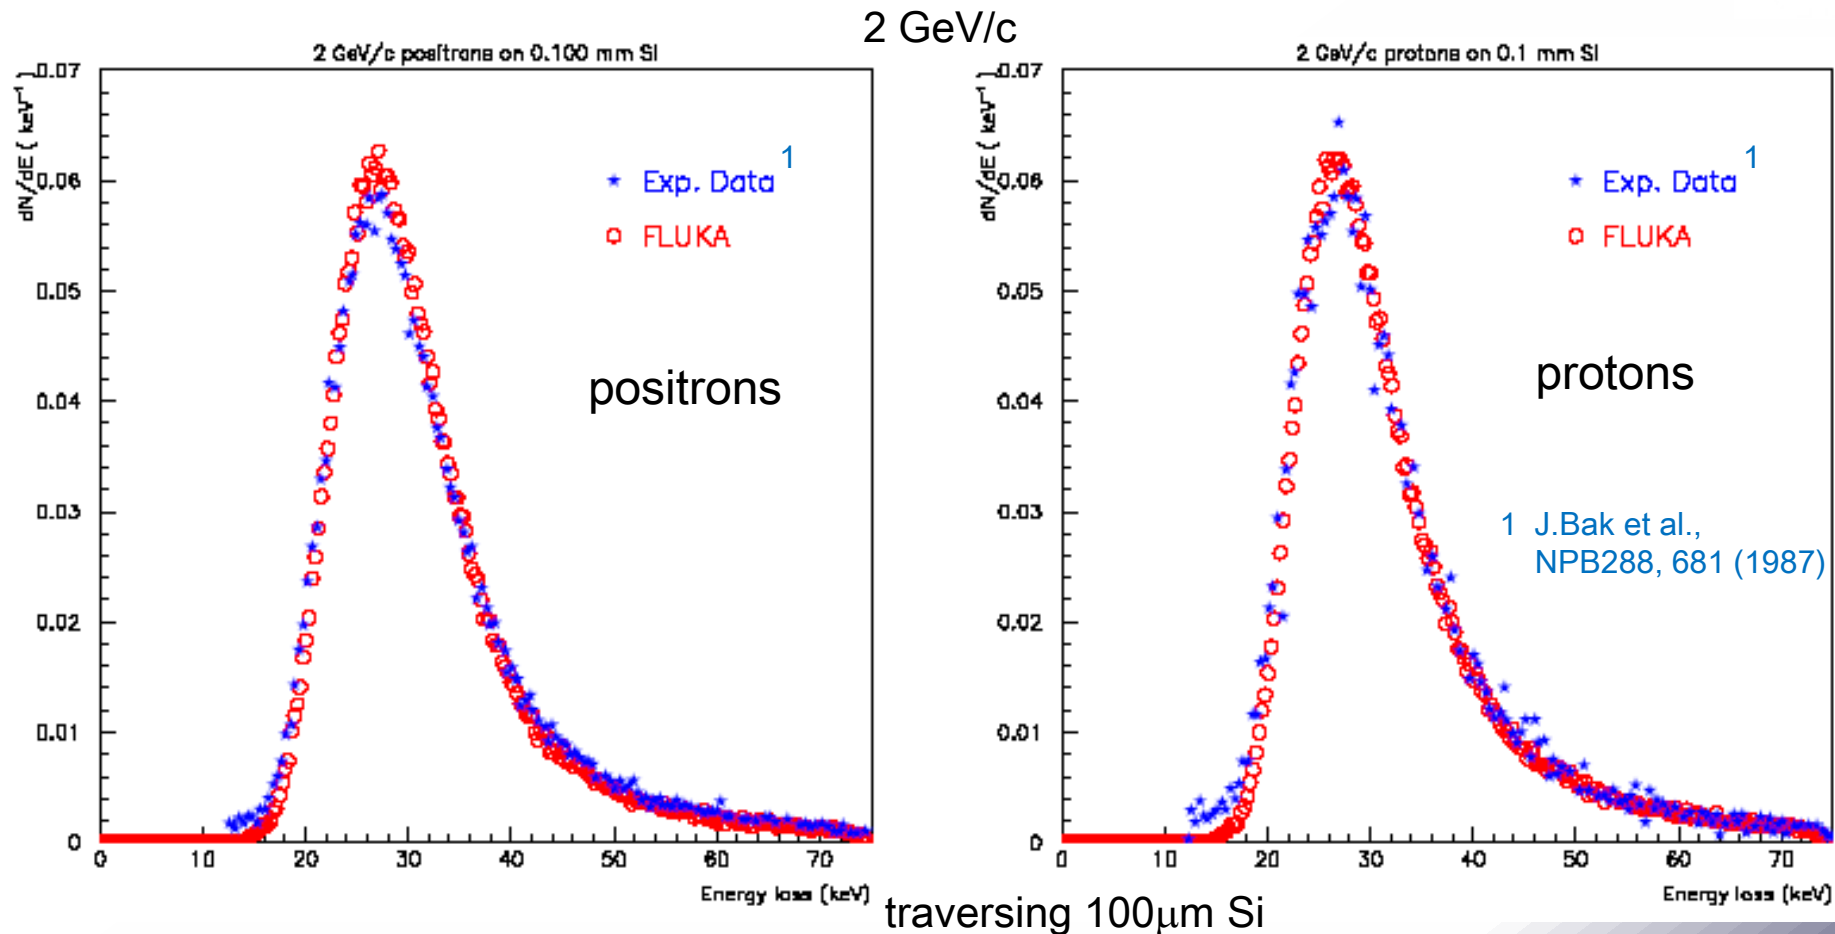 2 GeV/c
2 GeV/c positrons on 0.100 mm Si
dN/dE ( keV⁻¹ )
0.07
0.06
0.05
0.04
0.03
0.02
0.01
0
Exp. Data 1
FLUKA
positrons
0 10 20 30 40 50 60 70
Energy loss (keV)
2 GeV/c protons on 0.1 mm Si
dN/dE ( keV⁻¹ )
0.07
0.06
0.05
0.04
0.03
0.02
0.01
0
Exp. Data 1
FLUKA
protons
1 J.Bak et al.,
NPB288, 681 (1987)
0 10 20 30 40 50 60 70
Energy loss (keV)
traversing 100μm Si